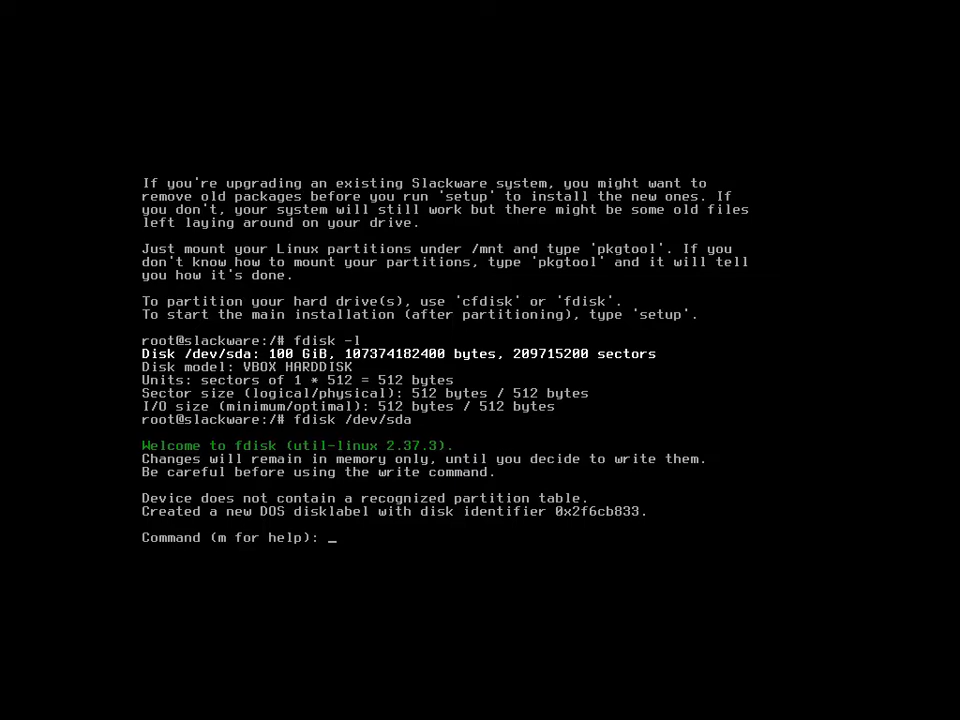 If you're upgrading an existing Slackware system, you might want to
remove old packages before you run 'setup' to install the new ones. If
you don't, your system will still work but there might be some old files
left laying around on your drive.
Just mount your Linux partitions under /mnt and type 'pkgtool'. If you
don't know how to mount your partitions, type 'pkgtool' and it will tell
you how it's done.
To partition your hard drive(s), use 'cfdisk' or 'fdisk'.
To start the main installation (after partitioning), type 'setup'.
root@slackware:/# fdisk -l
Disk /dev/sda: 100 GiB, 107374182400 bytes, 209715200 sectors
Disk model: VBOX HARDDISK
Units: sectors of 1 * 512 = 512 bytes
Sector size (logical/physical): 512 bytes / 512 bytes
I/O size (minimum/optimal): 512 bytes / 512 bytes
root@slackware:/# fdisk /dev/sda
Welcome to fdisk (util-linux 2.37.3).
Changes will remain in memory only, until you decide to write them.
Be careful before using the write command.
Device does not contain a recognized partition table.
Created a new DOS disklabel with disk identifier 0x2f6cb833.
Command (m for help): _